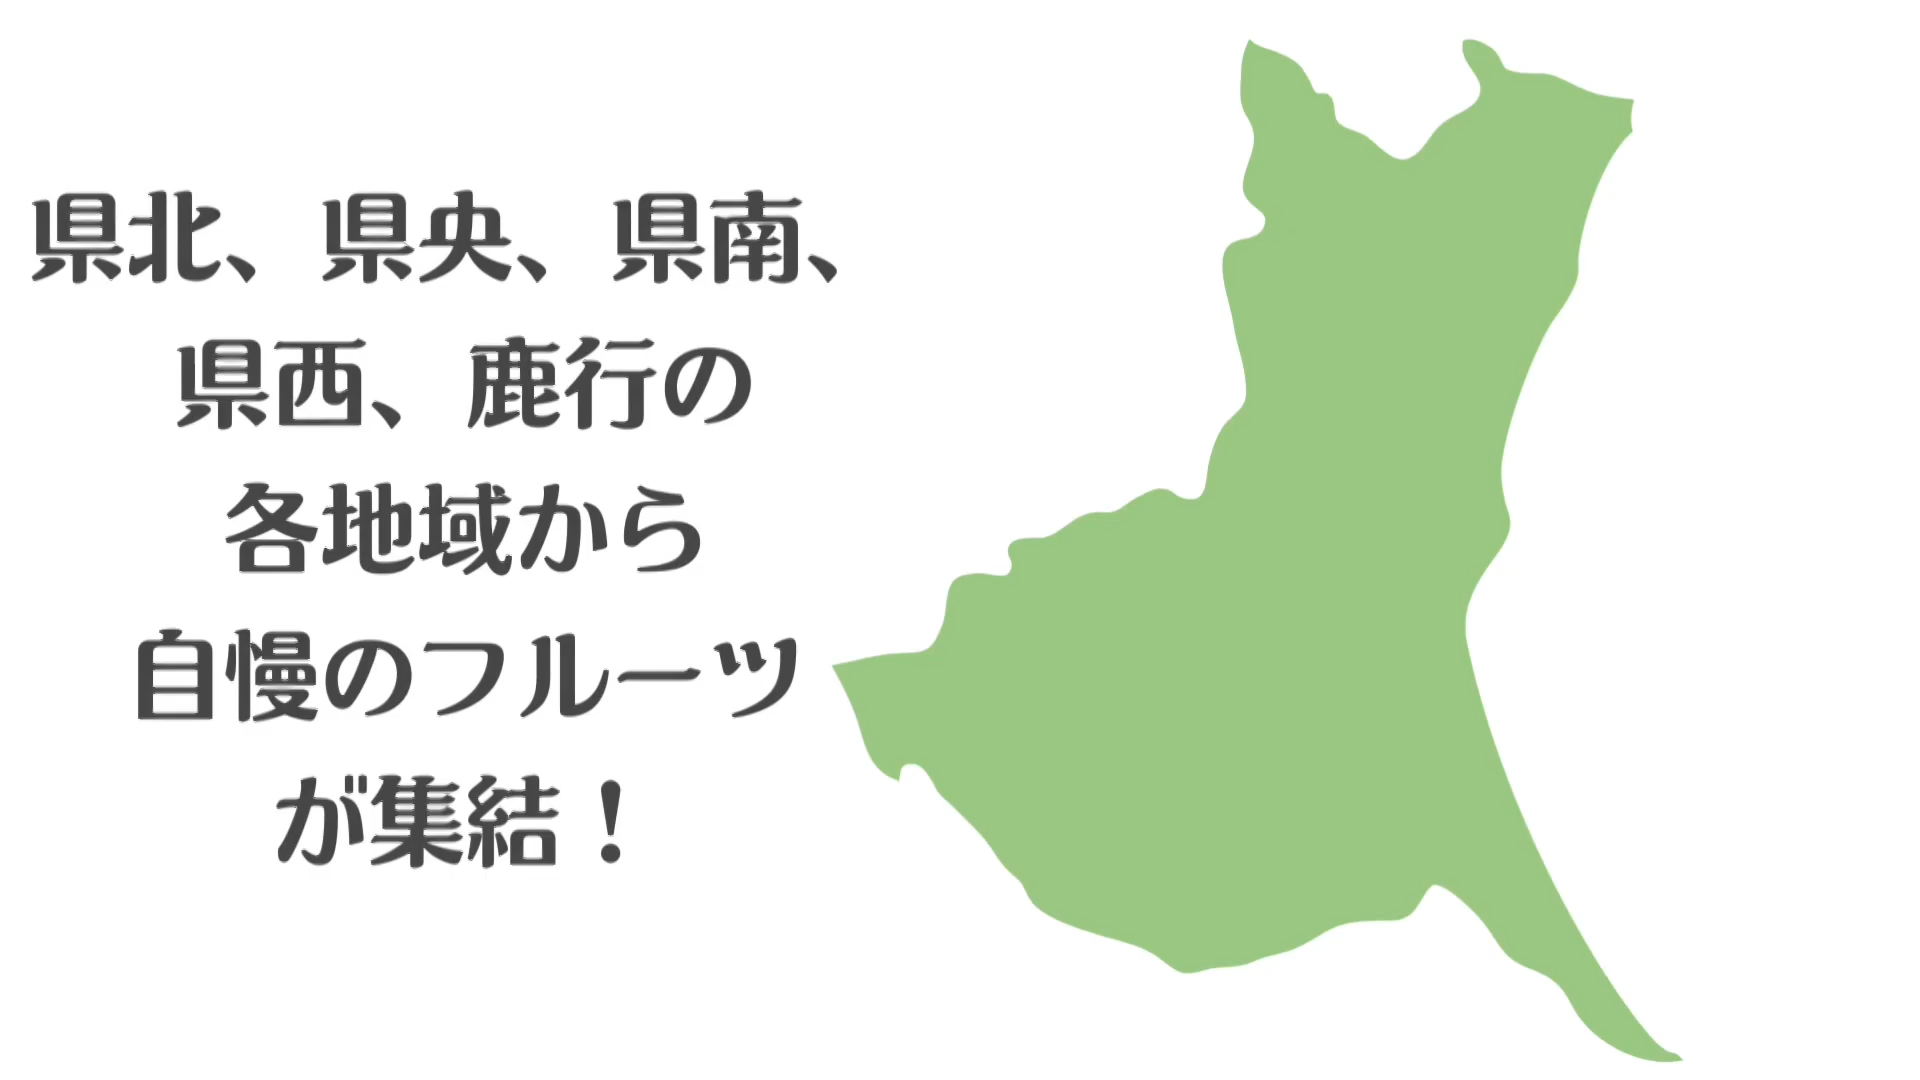 県北、県央、県南、
県西、鹿行の
各地域から
自慢のフルーツ
が集結！